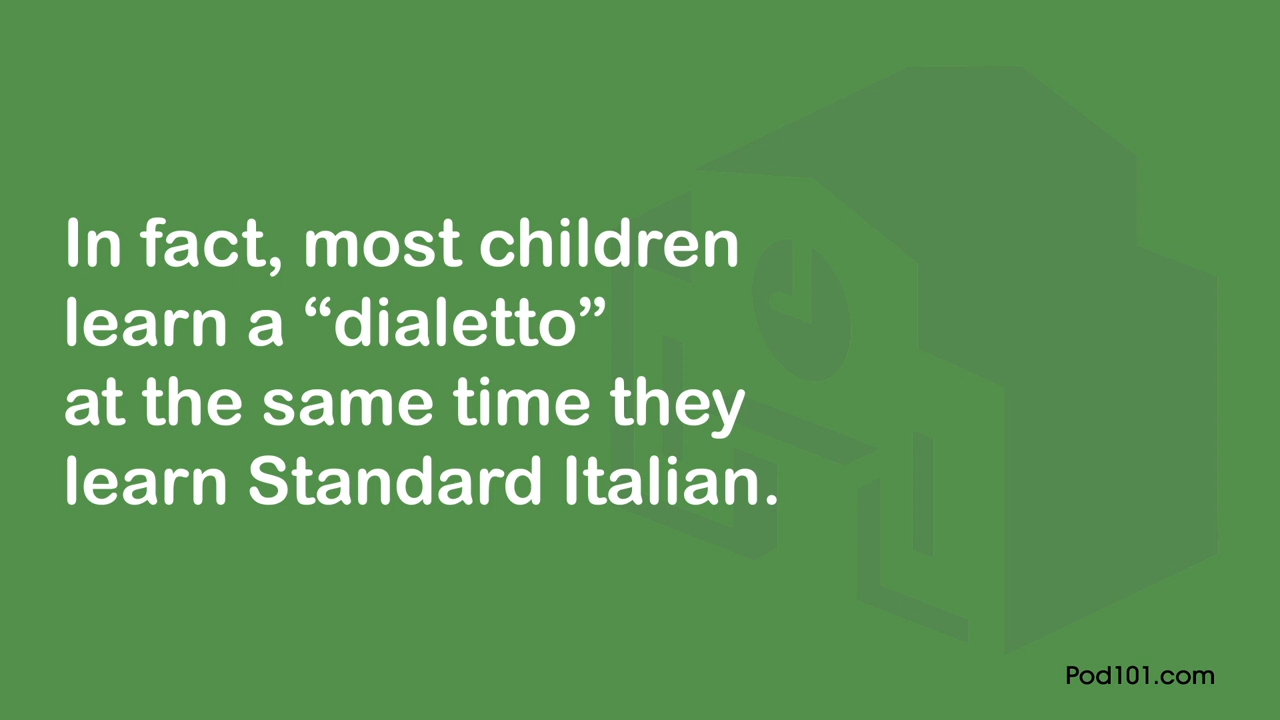 In fact, most children
learn a “dialetto”
at the same time they
learn Standard Italian.
Pod101.com